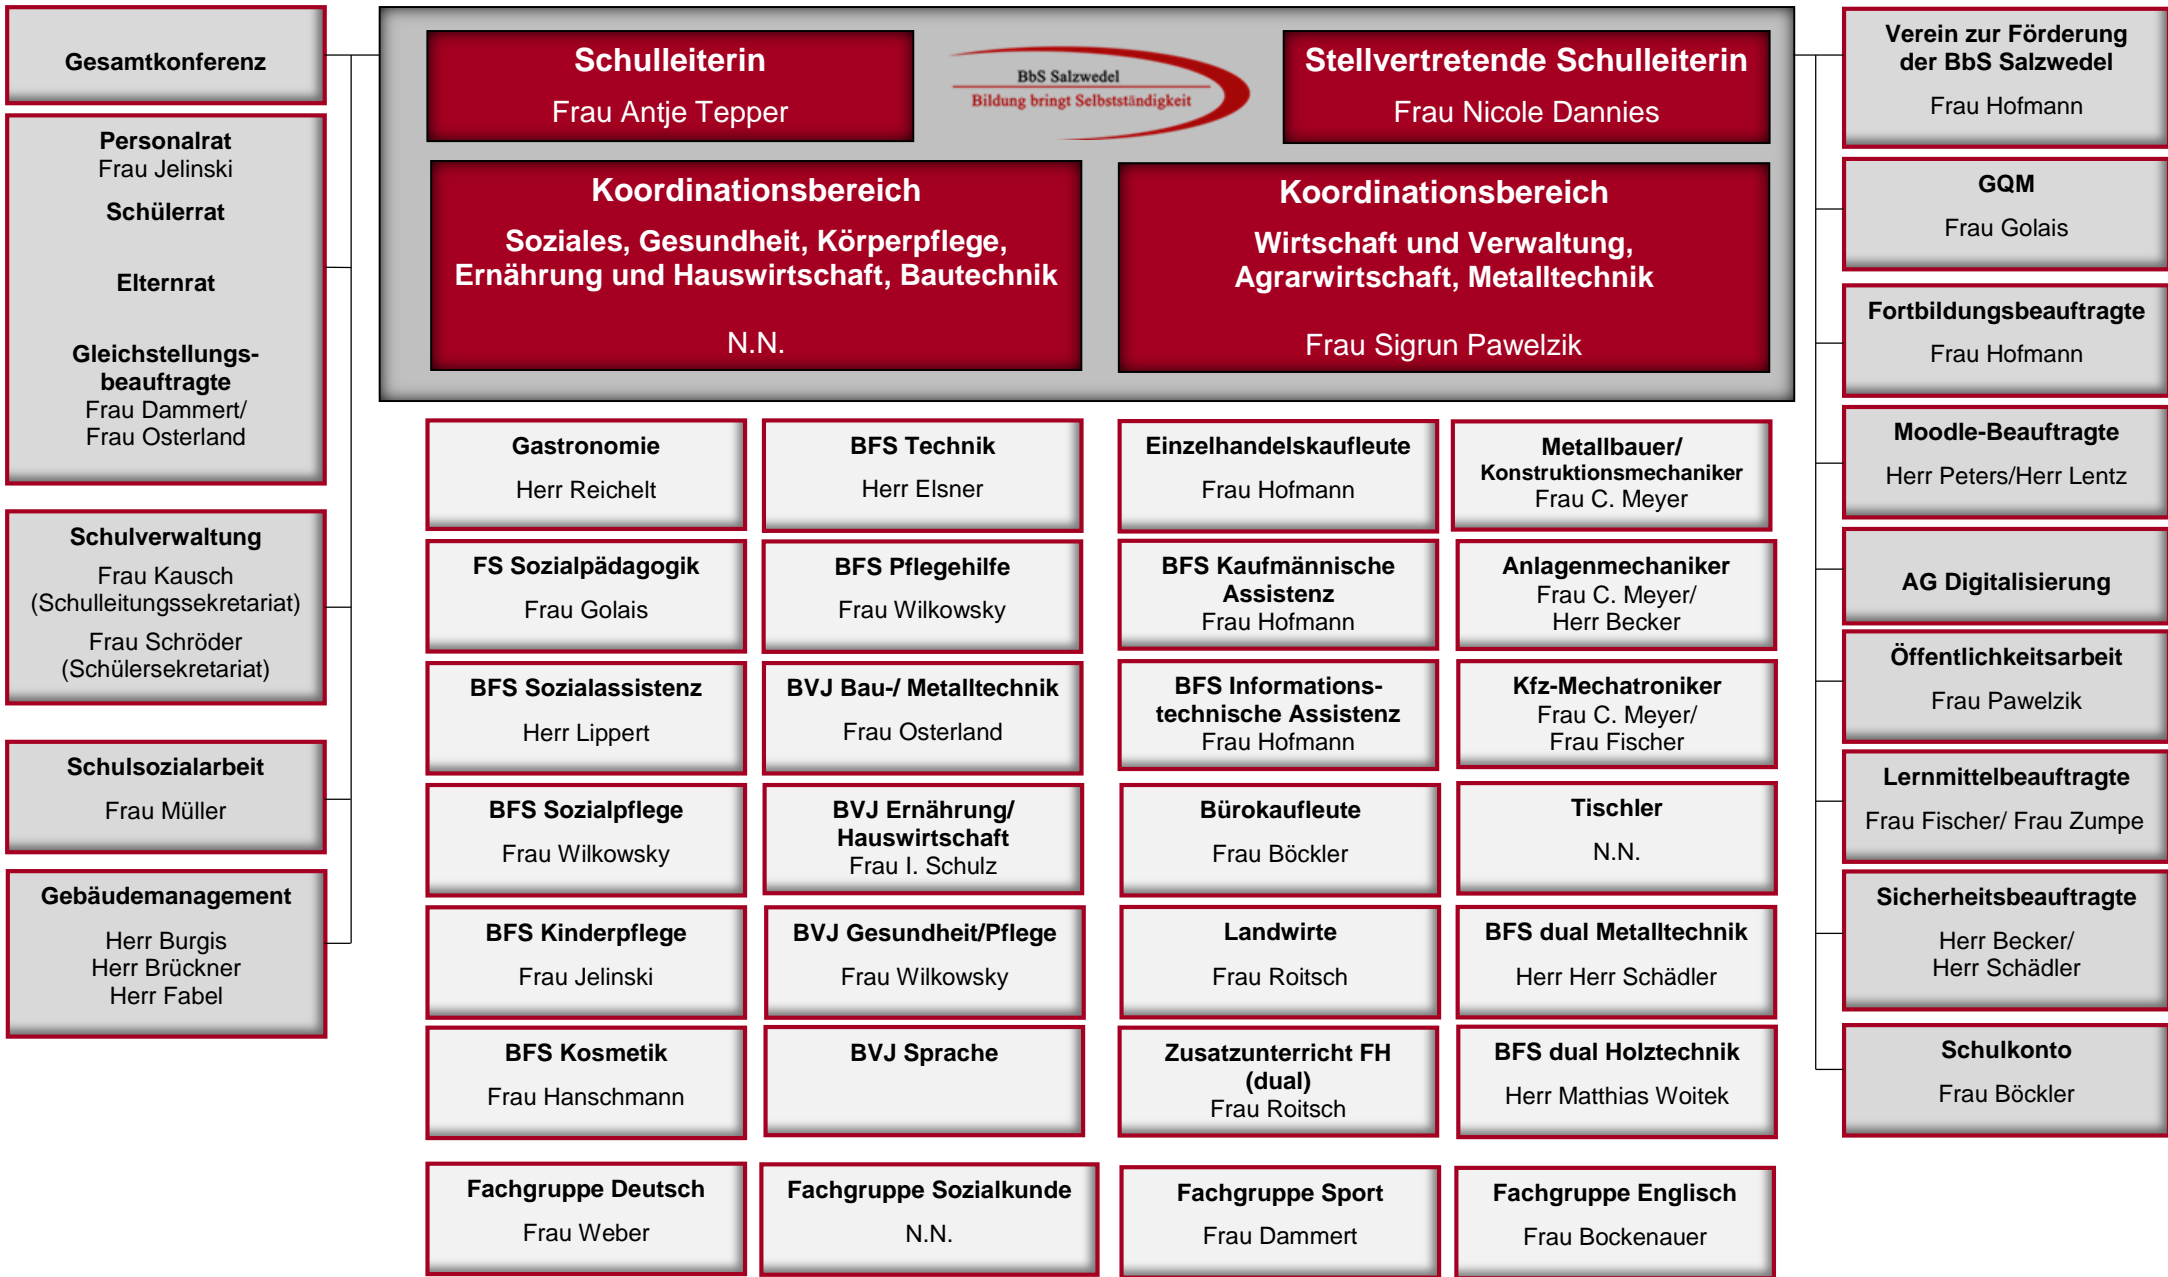 Gesamtkonferenz
Personalrat
Frau Jelinski
Schülerrat
Elternrat
Gleichstellungs-
beauftragte
Frau Dammert/
Frau Osterland
Schulverwaltung
Frau Kausch
(Schulleitungssekretariat)
Frau Schröder
(Schülersekretariat)
Schulsozialarbeit
Frau Müller
Gebäudemanagement
Herr Burgis
Herr Brückner
Herr Fabel
Schulleiterin
Frau Antje Tepper
BbS Salzwedel
Bildung bringt Selbstständigkeit
Stellvertretende Schulleiterin
Frau Nicole Dannies
Koordinationsbereich
Soziales, Gesundheit, Körperpflege,
Ernährung und Hauswirtschaft, Bautechnik
N.N.
Koordinationsbereich
Wirtschaft und Verwaltung,
Agrarwirtschaft, Metalltechnik
Frau Sigrun Pawelzik
Gastronomie
Herr Reichelt
BFS Technik
Herr Elsner
Einzelhandelskaufleute
Frau Hofmann
Metallbauer/
Konstruktionsmechaniker
Frau C. Meyer
FS Sozialpädagogik
Frau Golais
BFS Pflegehilfe
Frau Wilkowsky
BFS Kaufmännische
Assistenz
Frau Hofmann
Anlagenmechaniker
Frau C. Meyer/
Herr Becker
BFS Sozialassistenz
Herr Lippert
BVJ Bau-/ Metalltechnik
Frau Osterland
BFS Informations-
technische Assistenz
Frau Hofmann
Kfz-Mechatroniker
Frau C. Meyer/
Frau Fischer
BFS Sozialpflege
Frau Wilkowsky
BVJ Ernährung/
Hauswirtschaft
Frau I. Schulz
Bürokaufleute
Frau Böckler
Tischler
N.N.
BFS Kinderpflege
Frau Jelinski
BVJ Gesundheit/Pflege
Frau Wilkowsky
Landwirte
Frau Roitsch
BFS dual Metalltechnik
Herr Herr Schädler
BFS Kosmetik
Frau Hanschmann
BVJ Sprache
Zusatzunterricht FH
(dual)
Frau Roitsch
BFS dual Holztechnik
Herr Matthias Woitek
Fachgruppe Deutsch
Frau Weber
Fachgruppe Sozialkunde
N.N.
Fachgruppe Sport
Frau Dammert
Fachgruppe Englisch
Frau Bockenauer
Verein zur Förderung
der BbS Salzwedel
Frau Hofmann
GQM
Frau Golais
Fortbildungsbeauftragte
Frau Hofmann
Moodle-Beauftragte
Herr Peters/Herr Lentz
AG Digitalisierung
Öffentlichkeitsarbeit
Frau Pawelzik
Lernmittelbeauftragte
Frau Fischer/ Frau Zumpe
Sicherheitsbeauftragte
Herr Becker/
Herr Schädler
Schulkonto
Frau Böckler